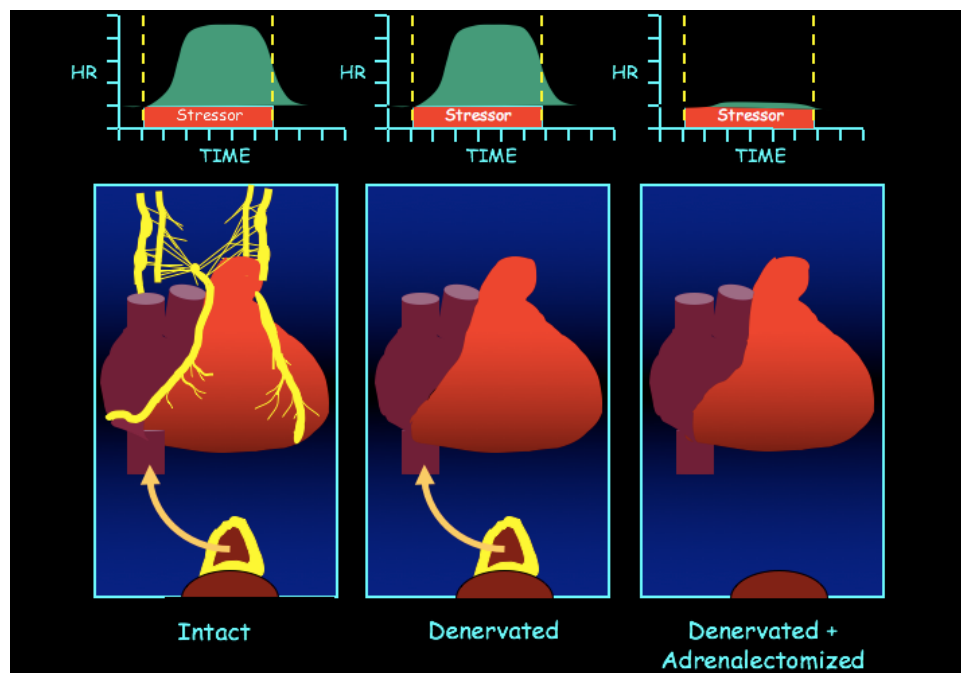 HR
Stressor
TIME
HR
Stressor
TIME
HR
Stressor
TIME
Intact
Denervated
Denervated +
Adrenalectomized